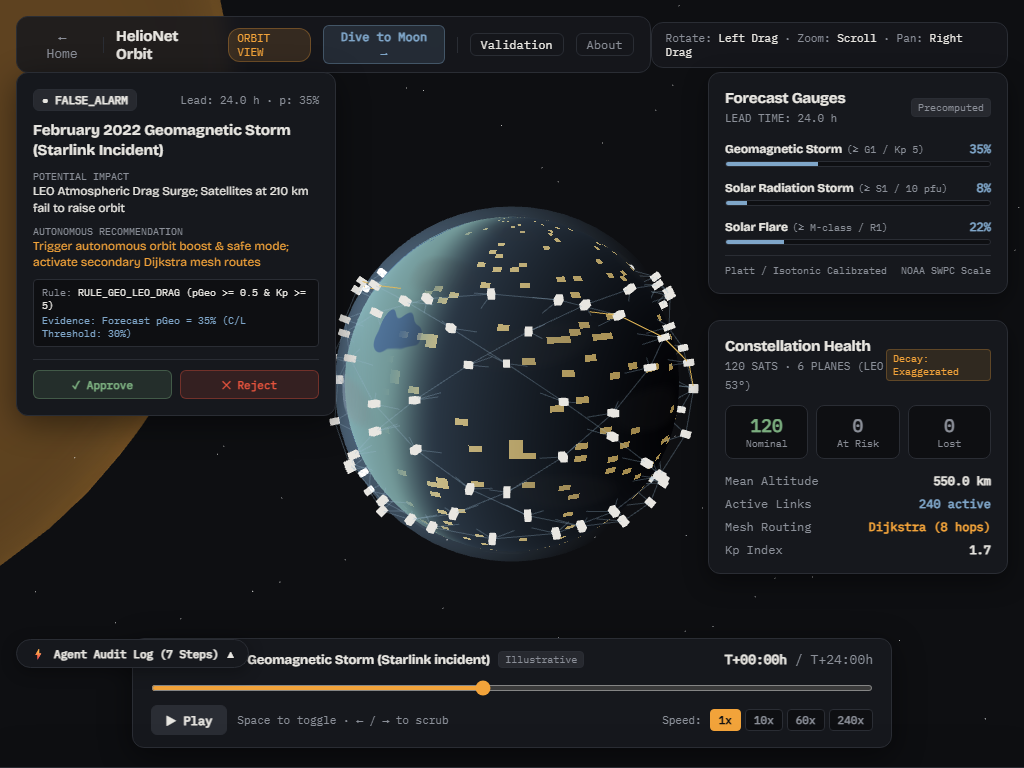 ← Home
HelioNet Orbit
ORBIT VIEW
Dive to Moon →
Validation
About
Rotate: Left Drag · Zoom: Scroll · Pan: Right Drag
FALSE_ALARM
Lead: 24.0 h · p: 35%
February 2022 Geomagnetic Storm
(Starlink Incident)
POTENTIAL IMPACT
LEO Atmospheric Drag Surge; Satellites at 210 km
fail to raise orbit
AUTONOMOUS RECOMMENDATION
Trigger autonomous orbit boost & safe mode;
activate secondary Dijkstra mesh routes
Rule: RULE_GEO_LEO_DRAG (pGeo >= 0.5 & Kp >=
5)
Evidence: Forecast pGeo = 35% (C/L
Threshold: 30%)
✓ Approve
✕ Reject
Forecast Gauges
LEAD TIME: 24.0 h
Precomputed
Geomagnetic Storm (≥ G1 / Kp 5) 35%
Solar Radiation Storm (≥ S1 / 10 pfu) 8%
Solar Flare (≥ M-class / R1) 22%
Platt / Isotonic Calibrated NOAA SWPC Scale
Constellation Health
120 SATS · 6 PLANES (LEO
53°)
Decay:
Exaggerated
120 Nominal
0 At Risk
0 Lost
Mean Altitude 550.0 km
Active Links 240 active
Mesh Routing Dijkstra (8 hops)
Kp Index 1.7
Agent Audit Log (7 Steps) ▲
Geomagnetic Storm (Starlink incident)
Illustrative
T+00:00h / T+24:00h
▶ Play
Space to toggle · ← / → to scrub
Speed: 1x 10x 60x 240x